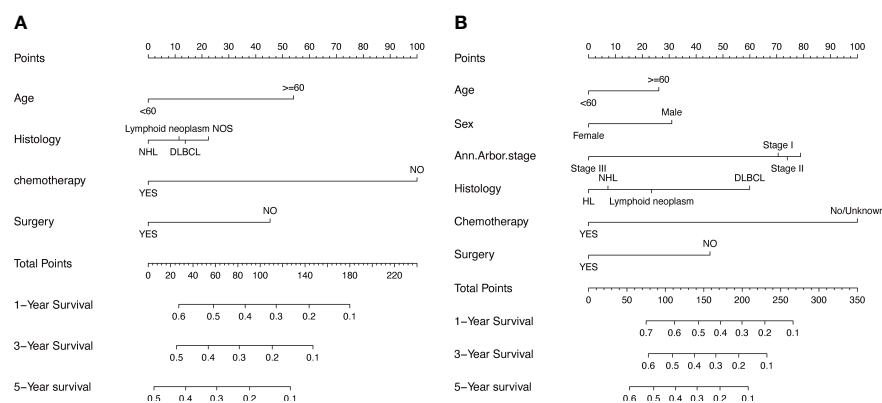 A
Points
0 10 20 30 40 50 60 70 80 90 100
Age
>=60
<60
Histology
Lymphoid neoplasm NOS
NHL DLBCL
chemotherapy
NO
YES
Surgery
NO
YES
Total Points
0 20 40 60 80 100 140 180 220
1−Year Survival
0.6 0.5 0.4 0.3 0.2 0.1
3−Year Survival
0.5 0.4 0.3 0.2 0.1
5−Year survival
0.5 0.4 0.3 0.2 0.1
B
Points
0 10 20 30 40 50 60 70 80 90 100
Age
>=60
<60
Sex
Male
Female
Ann.Arbor.stage
Stage I
Stage III Stage II
Histology
NHL DLBCL
HL Lymphoid neoplasm
Chemotherapy
No/Unknown
YES
Surgery
NO
YES
Total Points
0 50 100 150 200 250 300 350
1−Year Survival
0.7 0.6 0.5 0.4 0.3 0.2 0.1
3−Year Survival
0.6 0.5 0.4 0.3 0.2 0.1
5−Year survival
0.6 0.5 0.4 0.3 0.2 0.1